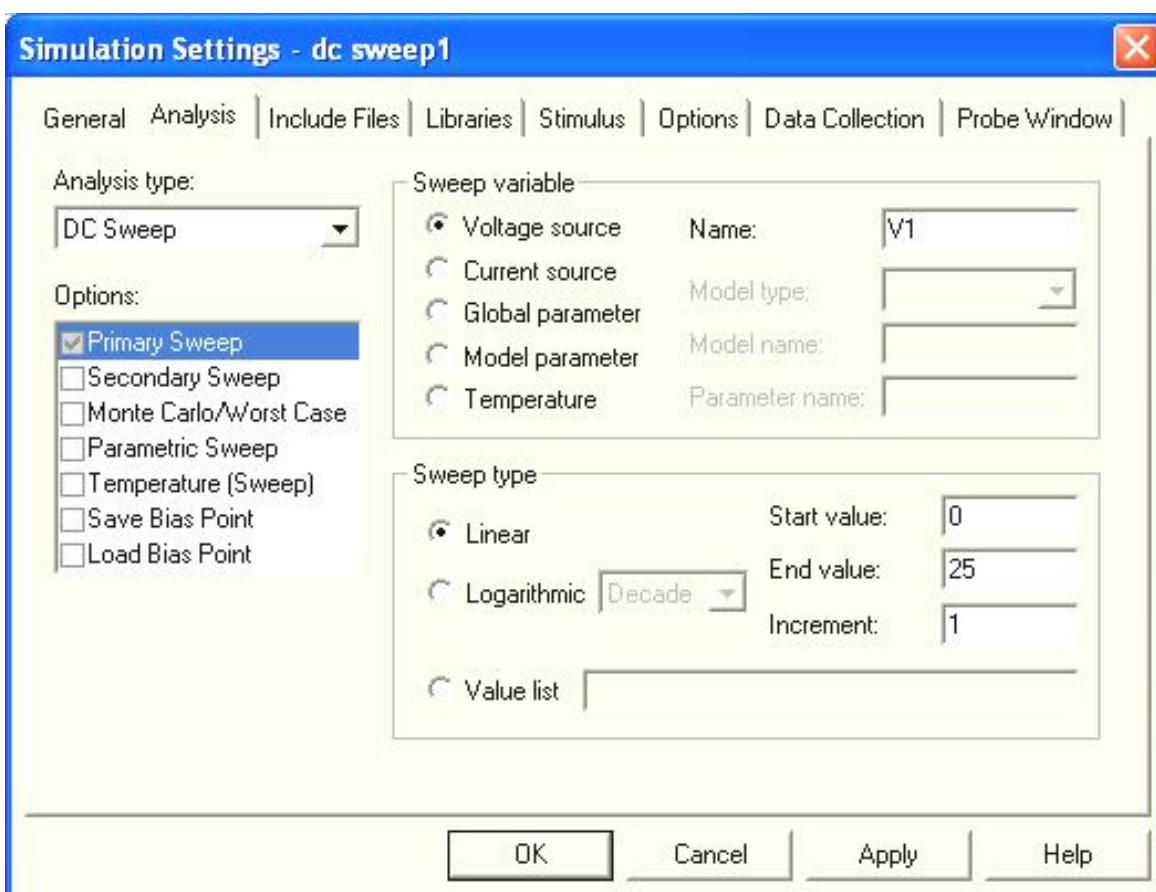 Simulation Settings - dc sweep1
General Analysis Include Files Libraries Stimulus Options Data Collection Probe Window
Analysis type:
DC Sweep
Options:
Primary Sweep
Secondary Sweep
Monte Carlo/Worst Case
Parametric Sweep
Temperature (Sweep)
Save Bias Point
Load Bias Point
Sweep variable
Voltage source
Current source
Global parameter
Model parameter
Temperature
Name: V1
Model type:
Model name:
Parameter name:
Sweep type
Linear
Logarithmic Decade
Value list
Start value: 0
End value: 25
Increment: 1
OK Cancel Apply Help